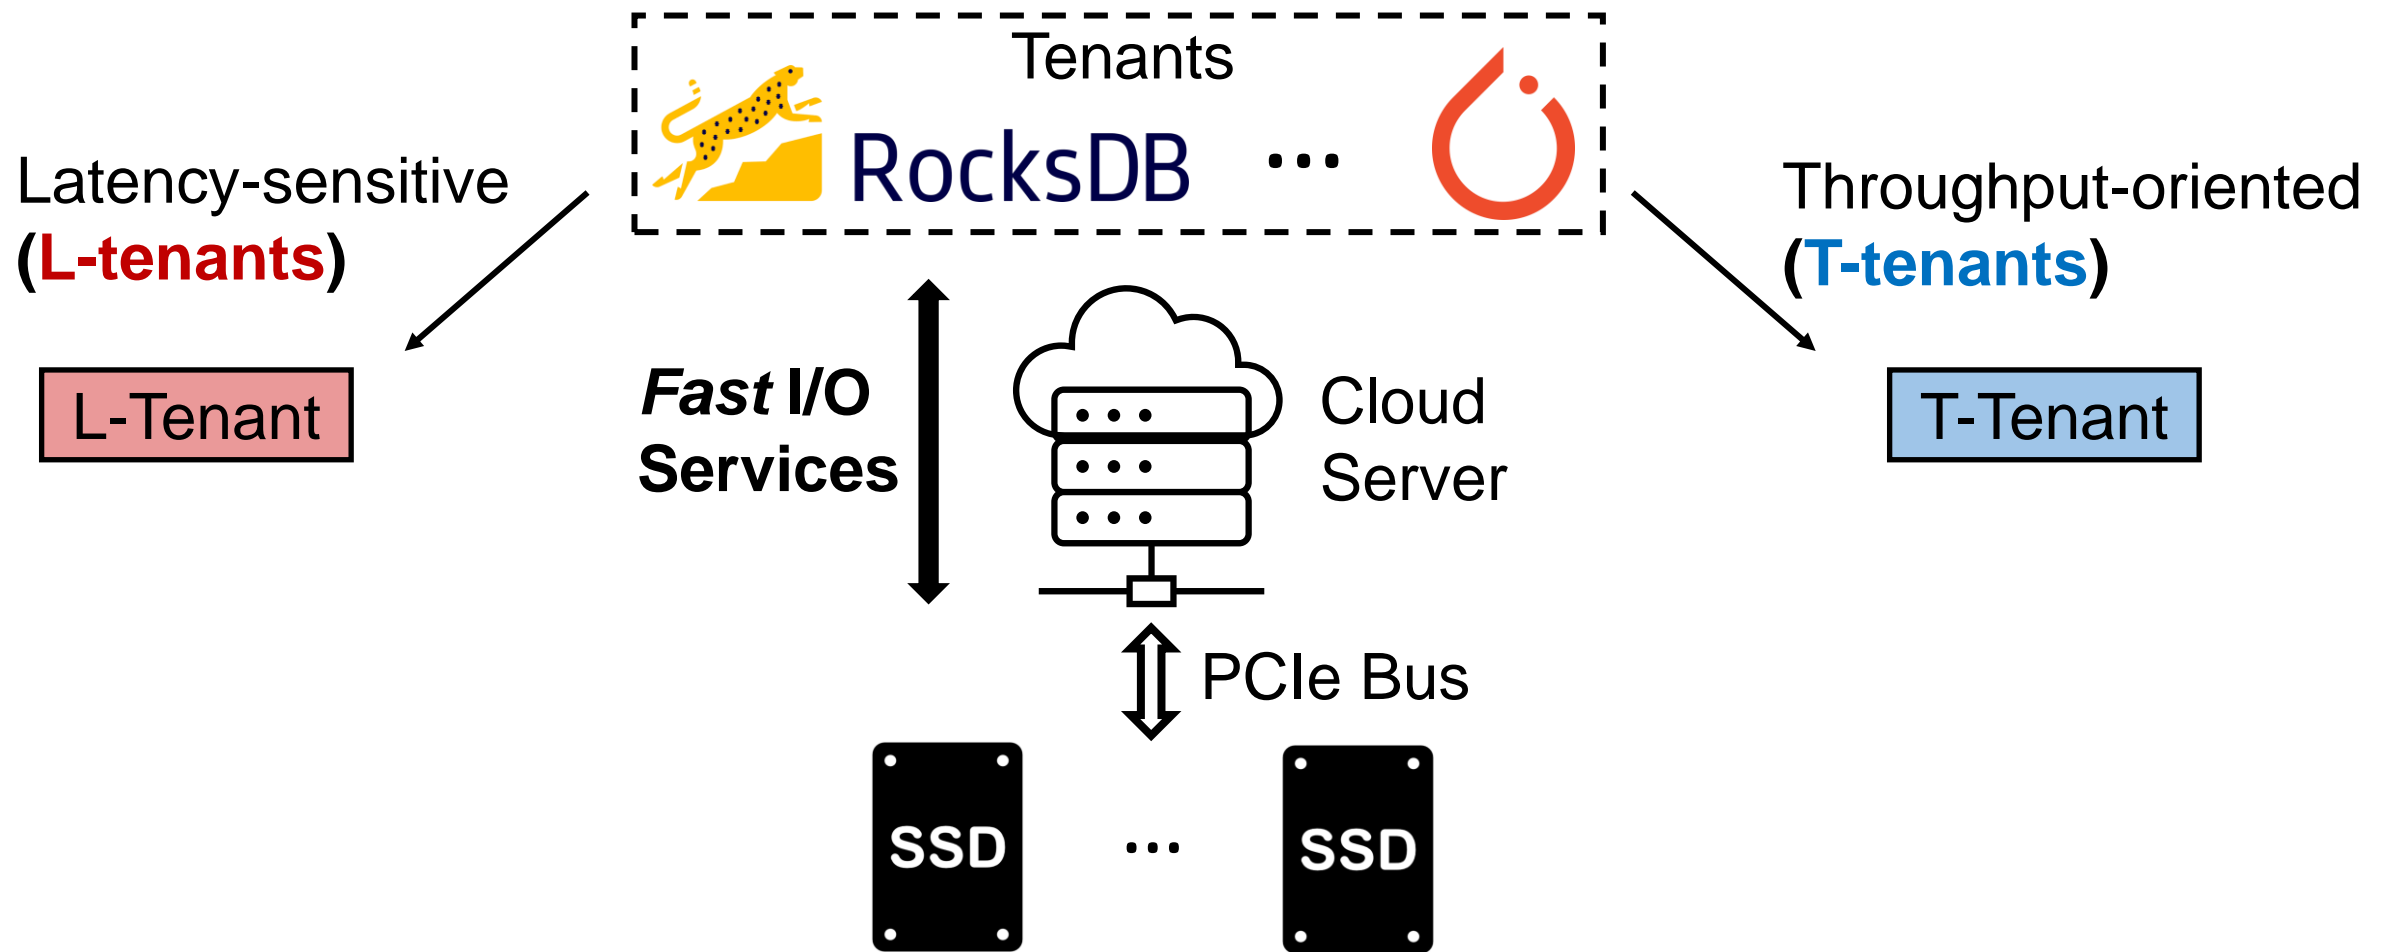 Tenants
RocksDB ...
Latency-sensitive
(L-tenants)
Throughput-oriented
(T-tenants)
L-Tenant
Fast I/O
Services
Cloud
Server
T-Tenant
PCIe Bus
SSD ... SSD